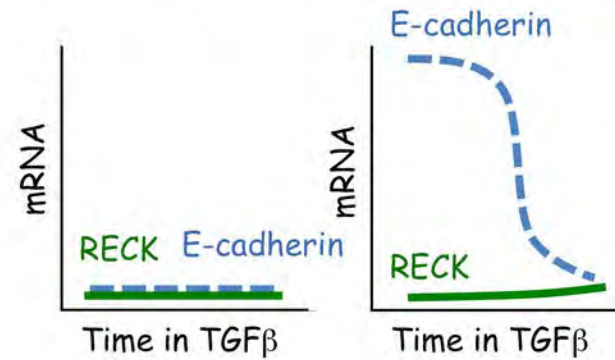 E-cadherin
mRNA
RECK E-cadherin
Time in TGFβ
mRNA
RECK
Time in TGFβ